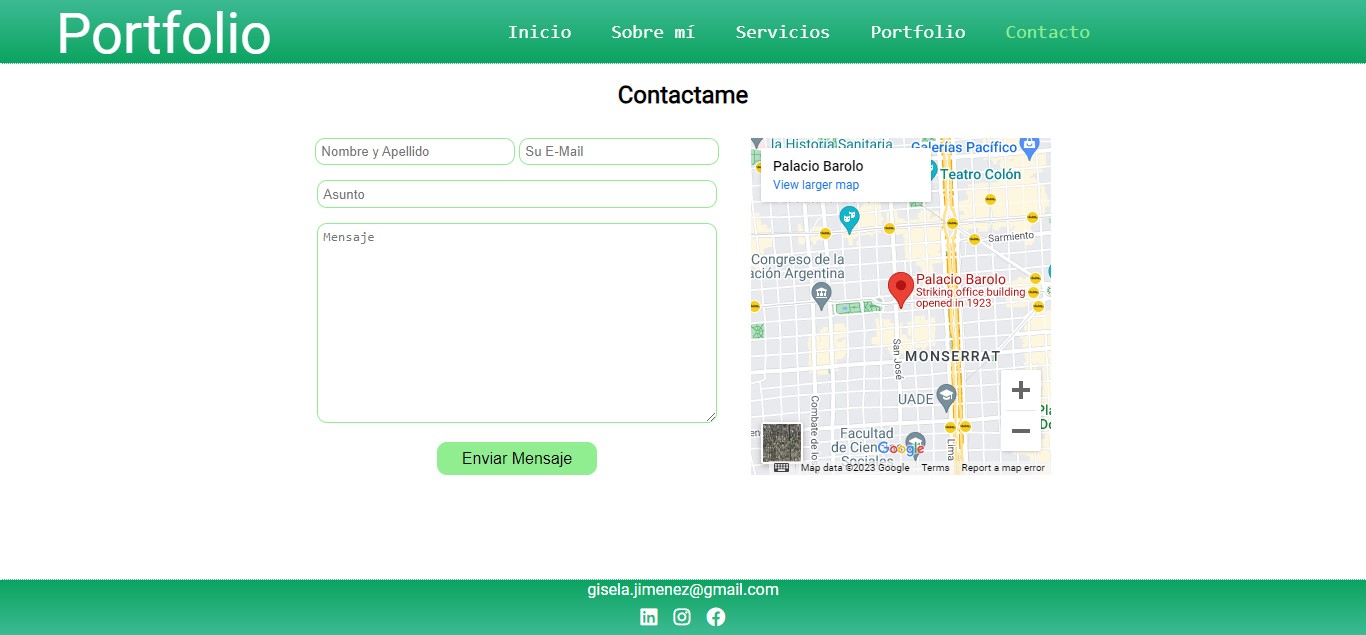 Portfolio
Inicio Sobre mí Servicios Portfolio Contacto
Contactame
Nombre y Apellido
Su E-Mail
Asunto
Mensaje
Enviar Mensaje
la Historia Sanitaria
Galerías Pacífico
Palacio Barolo
View larger map
Teatro Colón
Sarmiento
Congreso de la
ación Argentina
Palacio Barolo
Striking office building
opened in 1923
San José
MONSERRAT
UADE
Combate de lo
Lima
Facultad
de Cien
Sociales
Google
Map data ©2023 Google Terms Report a map error
gisela.jimenez@gmail.com